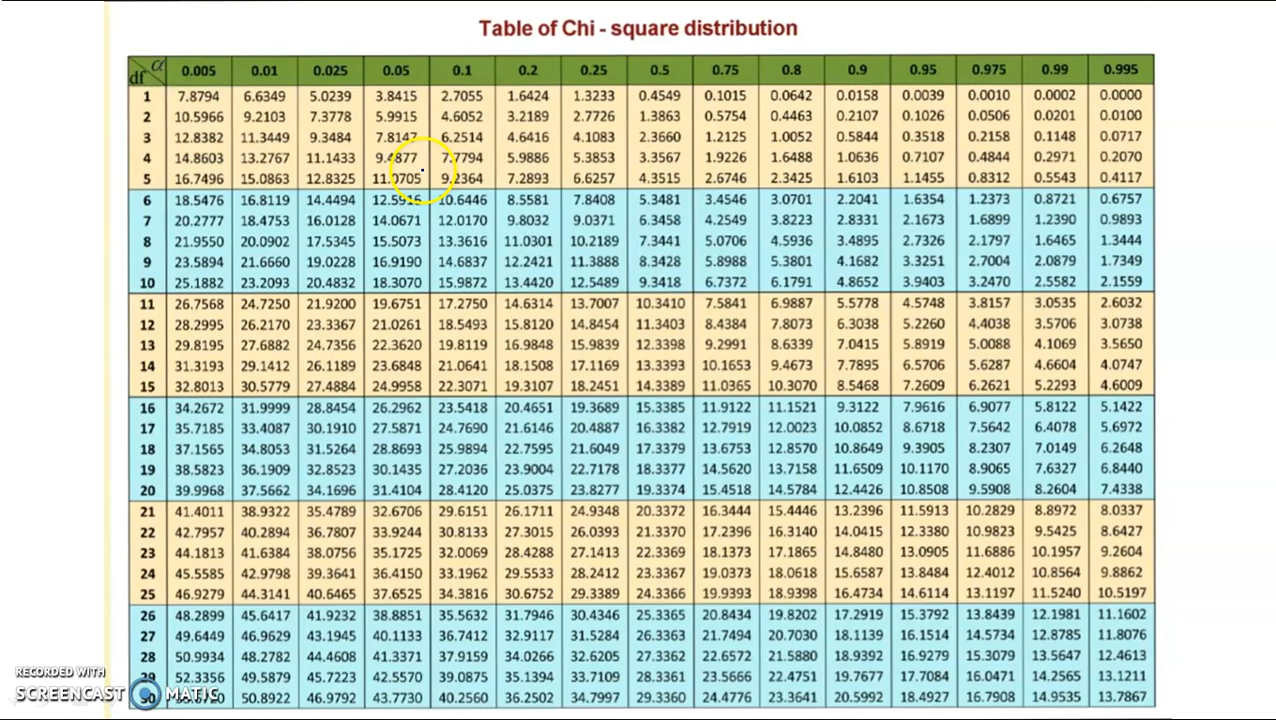 Table of Chi - square distribution
df α 0.005 0.01 0.025 0.05 0.1 0.2 0.25 0.5 0.75 0.8 0.9 0.95 0.975 0.99 0.995
1 7.8794 6.6349 5.0239 3.8415 2.7055 1.6424 1.3233 0.4549 0.1015 0.0642 0.0158 0.0039 0.0010 0.0002 0.0000
2 10.5966 9.2103 7.3778 5.9915 4.6052 3.2189 2.7726 1.3863 0.5754 0.4463 0.2107 0.1026 0.0506 0.0201 0.0100
3 12.8382 11.3449 9.3484 7.8147 6.2514 4.6416 4.1083 2.3660 1.2125 1.0052 0.5844 0.3518 0.2158 0.1148 0.0717
4 14.8603 13.2767 11.1433 9.4877 7.7794 5.9886 5.3853 3.3567 1.9226 1.6488 1.0636 0.7107 0.4844 0.2971 0.2070
5 16.7496 15.0863 12.8325 11.0705 9.2364 7.2893 6.6257 4.3515 2.6746 2.3425 1.6103 1.1455 0.8312 0.5543 0.4117
6 18.5476 16.8119 14.4494 12.5916 10.6446 8.5581 7.8408 5.3481 3.4546 3.0701 2.2041 1.6354 1.2373 0.8721 0.6757
7 20.2777 18.4753 16.0128 14.0671 12.0170 9.8032 9.0371 6.3458 4.2549 3.8223 2.8331 2.1673 1.6899 1.2390 0.9893
8 21.9550 20.0902 17.5345 15.5073 13.3616 11.0301 10.2189 7.3441 5.0706 4.5936 3.4895 2.7326 2.1797 1.6465 1.3444
9 23.5894 21.6660 19.0228 16.9190 14.6837 12.2421 11.3888 8.3428 5.8988 5.3801 4.1682 3.3251 2.7004 2.0879 1.7349
10 25.1882 23.2093 20.4832 18.3070 15.9872 13.4420 12.5489 9.3418 6.7372 6.1791 4.8652 3.9403 3.2470 2.5582 2.1559
11 26.7568 24.7250 21.9200 19.6751 17.2750 14.6314 13.7007 10.3410 7.5841 6.9887 5.5778 4.5748 3.8157 3.0535 2.6032
12 28.2995 26.2170 23.3367 21.0261 18.5493 15.8120 14.8454 11.3403 8.4384 7.8073 6.3038 5.2260 4.4038 3.5706 3.0738
13 29.8195 27.6882 24.7356 22.3620 19.8119 16.9848 15.9839 12.3398 9.2991 8.6339 7.0415 5.8919 5.0088 4.1069 3.5650
14 31.3193 29.1412 26.1189 23.6848 21.0641 18.1508 17.1169 13.3393 10.1653 9.4673 7.7895 6.5706 5.6287 4.6604 4.0747
15 32.8013 30.5779 27.4884 24.9958 22.3071 19.3107 18.2451 14.3389 11.0365 10.3070 8.5468 7.2609 6.2621 5.2293 4.6009
16 34.2672 31.9999 28.8454 26.2962 23.5418 20.4651 19.3689 15.3385 11.9122 11.1521 9.3122 7.9616 6.9077 5.8122 5.1422
17 35.7185 33.4087 30.1910 27.5871 24.7690 21.6146 20.4887 16.3382 12.7919 12.0023 10.0852 8.6718 7.5642 6.4078 5.6972
18 37.1565 34.8053 31.5264 28.8693 25.9894 22.7595 21.6049 17.3379 13.6753 12.8570 10.8649 9.3905 8.2307 7.0149 6.2648
19 38.5823 36.1909 32.8523 30.1435 27.2036 23.9004 22.7178 18.3377 14.5620 13.7158 11.6509 10.1170 8.9065 7.6327 6.8440
20 39.9968 37.5662 34.1696 31.4104 28.4120 25.0375 23.8277 19.3374 15.4518 14.5784 12.4426 10.8508 9.5908 8.2604 7.4338
21 41.4011 38.9322 35.4789 32.6706 29.6151 26.1711 24.9348 20.3372 16.3444 15.4446 13.2396 11.5913 10.2829 8.8972 8.0337
22 42.7957 40.2894 36.7807 33.9244 30.8133 27.3015 26.0393 21.3370 17.2396 16.3140 14.0415 12.3380 10.9823 9.5425 8.6427
23 44.1813 41.6384 38.0756 35.1725 32.0069 28.4288 27.1413 22.3369 18.1373 17.1865 14.8480 13.0905 11.6886 10.1957 9.2604
24 45.5585 42.9798 39.3641 36.4150 33.1962 29.5533 28.2412 23.3367 19.0373 18.0618 15.6587 13.8484 12.4012 10.8564 9.8862
25 46.9279 44.3141 40.6465 37.6525 34.3816 30.6752 29.3389 24.3366 19.9393 18.9398 16.4734 14.6114 13.1197 11.5240 10.5197
26 48.2899 45.6417 41.9232 38.8851 35.5632 31.7946 30.4346 25.3365 20.8434 19.8202 17.2919 15.3792 13.8439 12.1981 11.1602
27 49.6449 46.9629 43.1945 40.1133 36.7412 32.9117 31.5284 26.3363 21.7494 20.7030 18.1139 16.1514 14.5734 12.8785 11.8076
28 50.9934 48.2782 44.4608 41.3371 37.9159 34.0266 32.6205 27.3362 22.6572 21.5880 18.9392 16.9279 15.3079 13.5647 12.4613
29 52.3356 49.5879 45.7223 42.5570 39.0875 35.1394 33.7109 28.3361 23.5666 22.4751 19.7677 17.7084 16.0471 14.2565 13.1211
30 50.8922 46.9792 43.7730 40.2560 36.2502 34.7997 29.3360 24.4776 23.3641 20.5992 18.4927 16.7908 14.9535 13.7867
RECORDED WITH
SCREENCAST MATIC